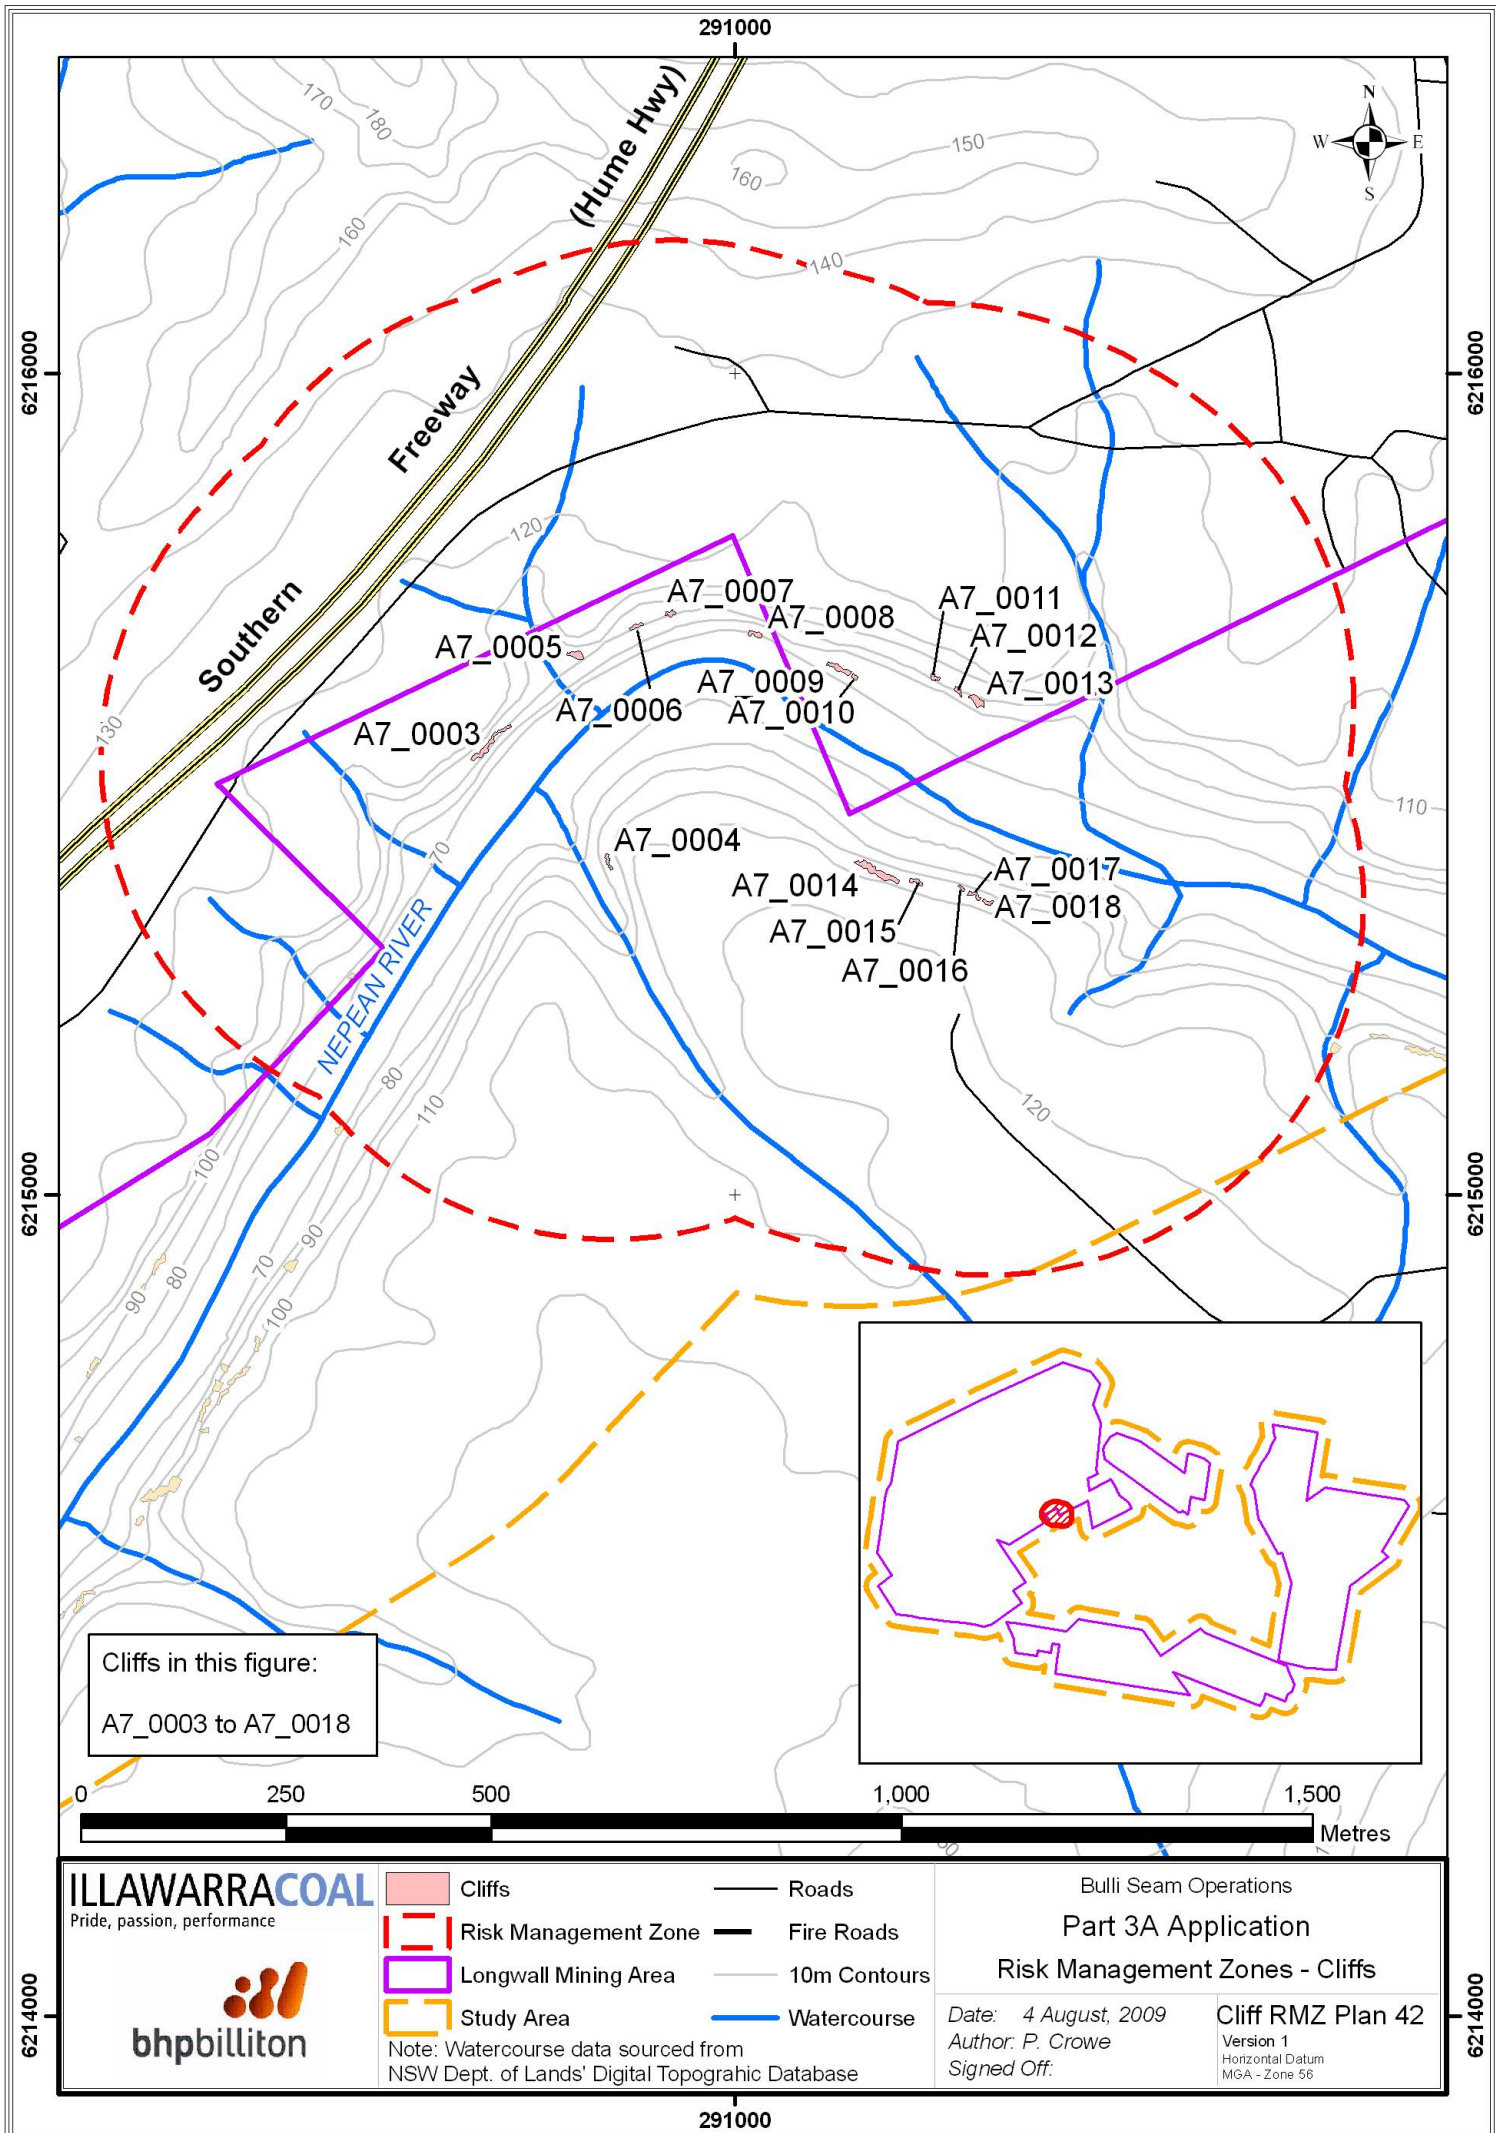 291000
170
180
(Hume Hwy)
150
160
N
W E
S
160
140
6216000
6216000
Freeway
120
Southern
A7_0007
A7_0011
A7_0008
A7_0012
A7_0005
A7_0009
A7_0013
A7_0006
A7_0010
A7_0003
130
110
70
A7_0004
A7_0017
A7_0014
A7_0018
A7_0015
A7_0016
NEPEAN RIVER
80
110
120
100
6215000
6215000
90
70
80
90
100
Cliffs in this figure:
A7_0003 to A7_0018
0 250 500 1,000 1,500
Metres
ILLAWARRACOAL
Pride, passion, performance
bhpbilliton
Cliffs
Risk Management Zone
Longwall Mining Area
Study Area
Roads
Fire Roads
10m Contours
Watercourse
Note: Watercourse data sourced from
NSW Dept. of Lands' Digital Topograhic Database
Bulli Seam Operations
Part 3A Application
Risk Management Zones - Cliffs
Date: 4 August, 2009
Author: P. Crowe
Signed Off:
Cliff RMZ Plan 42
Version 1
Horizontal Datum
MGA - Zone 56
6214000
6214000
291000